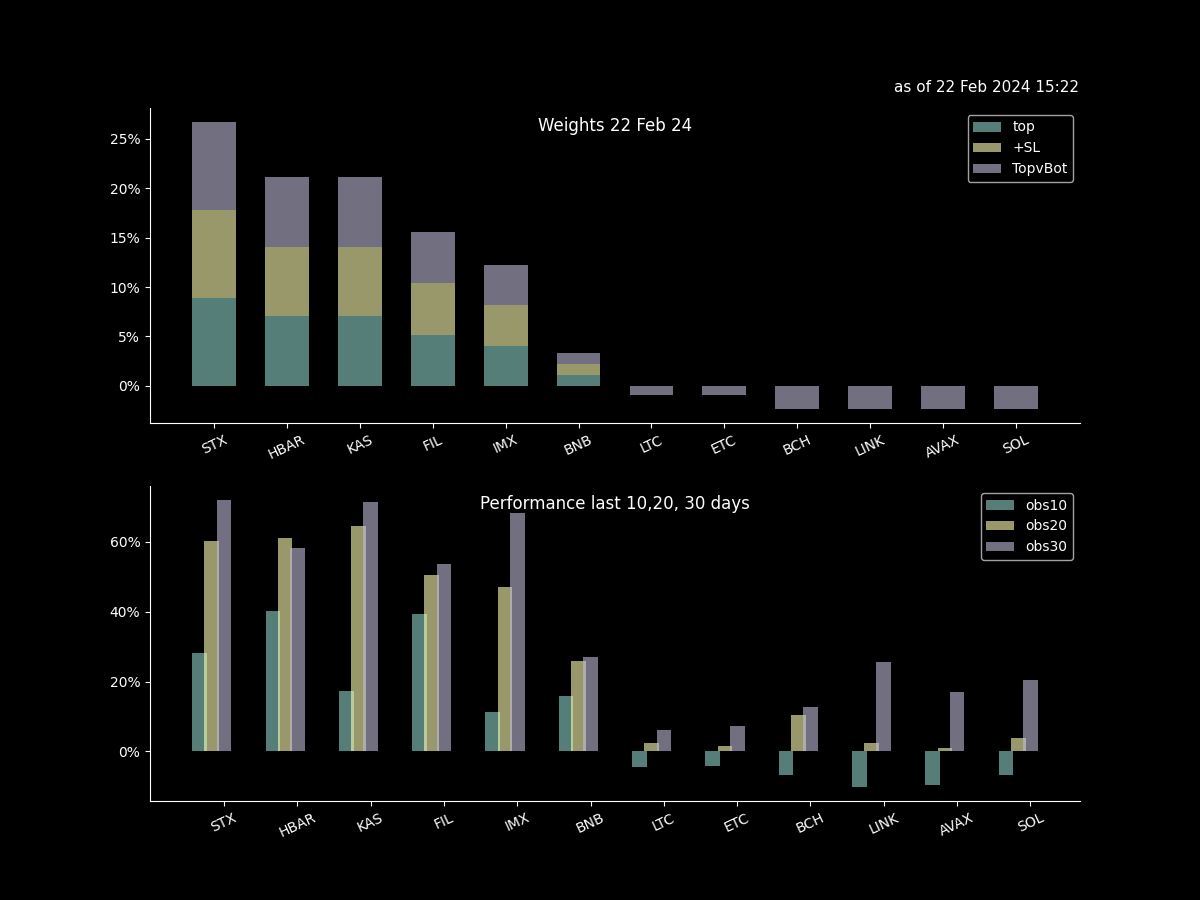 as of 22 Feb 2024 15:22
Weights 22 Feb 24
top
+SL
TopvBot
25%
20%
15%
10%
5%
0%
STX HBAR KAS FIL IMX BNB LTC ETC BCH LINK AVAX SOL
Performance last 10,20, 30 days
obs10
obs20
obs30
60%
40%
20%
0%
STX HBAR KAS FIL IMX BNB LTC ETC BCH LINK AVAX SOL